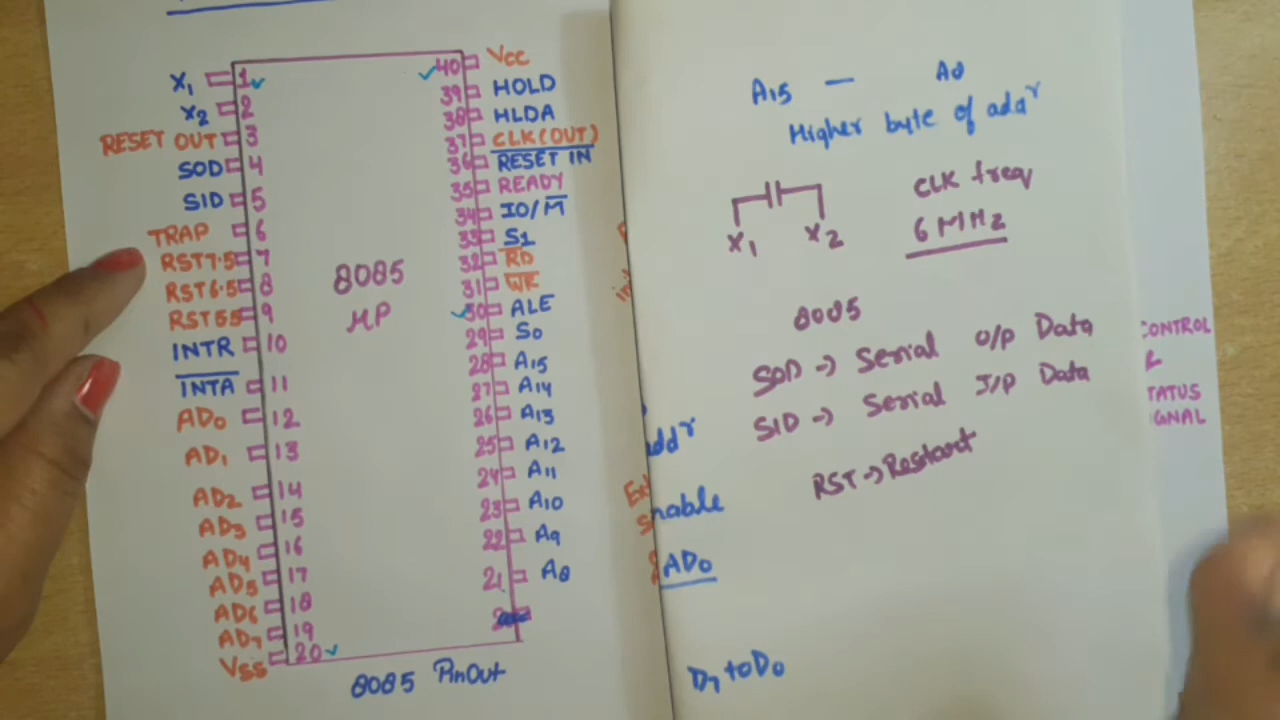 X1 1 40 Vcc
X2 2 39 HOLD
38 HLDA
RESET OUT 3 37 CLK(OUT)
SOD 4 36 RESET IN
SID 5 35 READY
TRAP 6 34 IO/M
RST7.5 7 33 S1
RST6.5 8 32 RD
RST55 9 31 WR
INTR 10 30 ALE
INTA 11 29 S0
AD0 12 28 A15
AD1 13 27 A14
AD2 14 26 A13
AD3 15 25 A12
AD4 16 24 A11
AD5 17 23 A10
AD6 18 22 A9
AD7 19 21 A8
VSS 20
8085
μP
8085 PinOut
A15 — A8
Higher byte of addr
X1 X2
CLK freq
6 MHz
8085
SOD → Serial O/P Data
SID → Serial I/P Data
RST → Restart
addr
nable
AD0
D7 to D0
CONTROL
&
TATUS
IGNAL